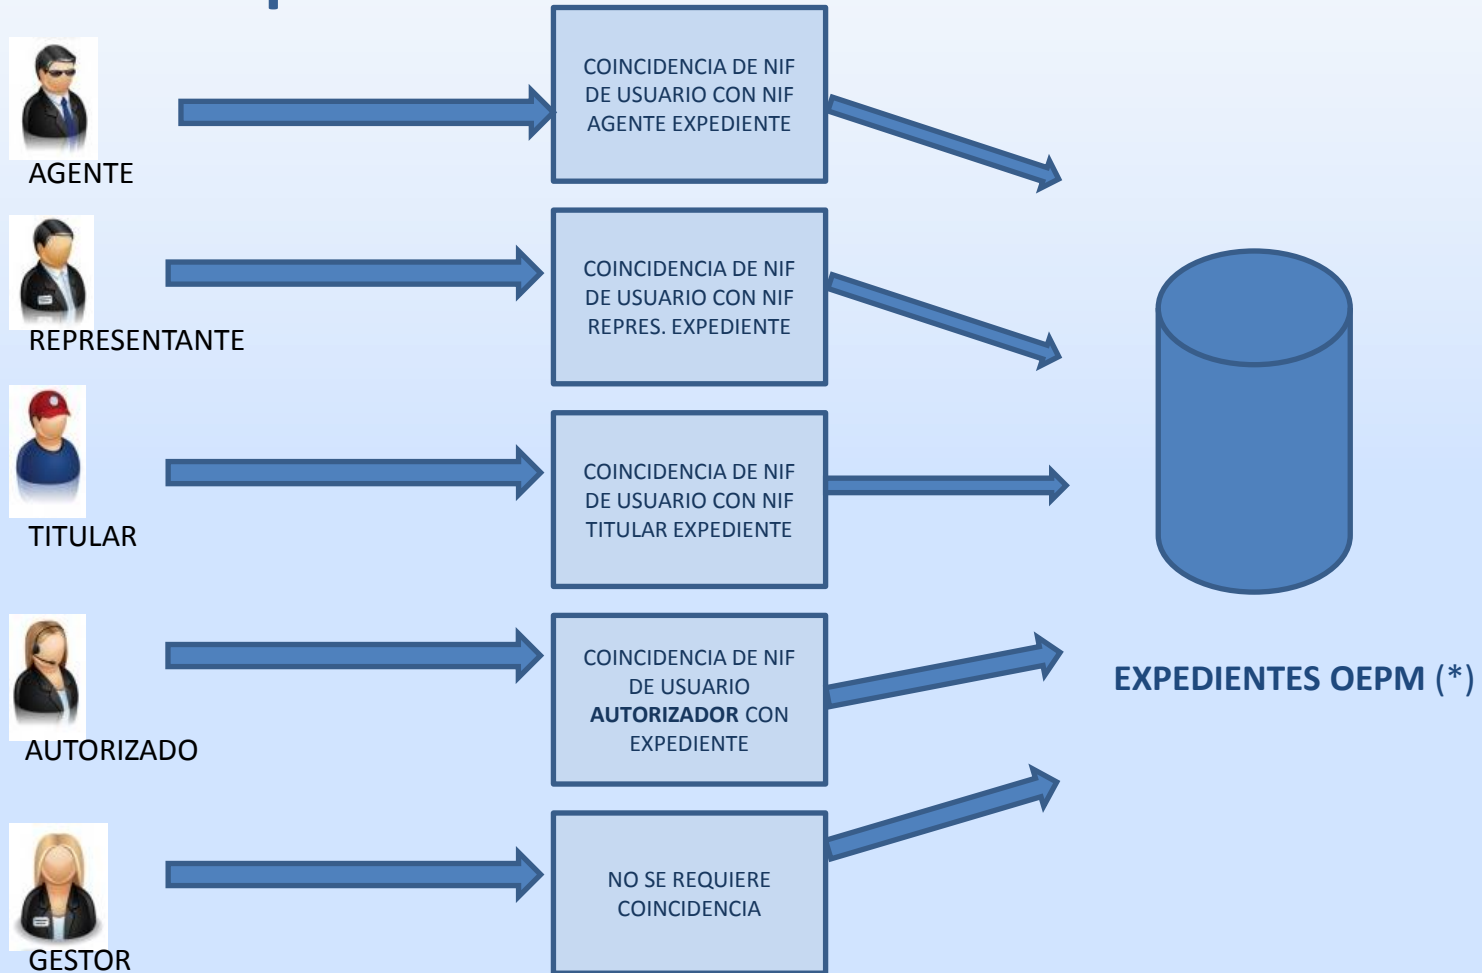 COINCIDENCIA DE NIF
DE USUARIO CON NIF
AGENTE EXPEDIENTE
AGENTE
COINCIDENCIA DE NIF
DE USUARIO CON NIF
REPRES. EXPEDIENTE
REPRESENTANTE
COINCIDENCIA DE NIF
DE USUARIO CON NIF
TITULAR EXPEDIENTE
TITULAR
COINCIDENCIA DE NIF
DE USUARIO
AUTORIZADOR CON
EXPEDIENTE
AUTORIZADO
EXPEDIENTES OEPM (*)
NO SE REQUIERE
COINCIDENCIA
GESTOR